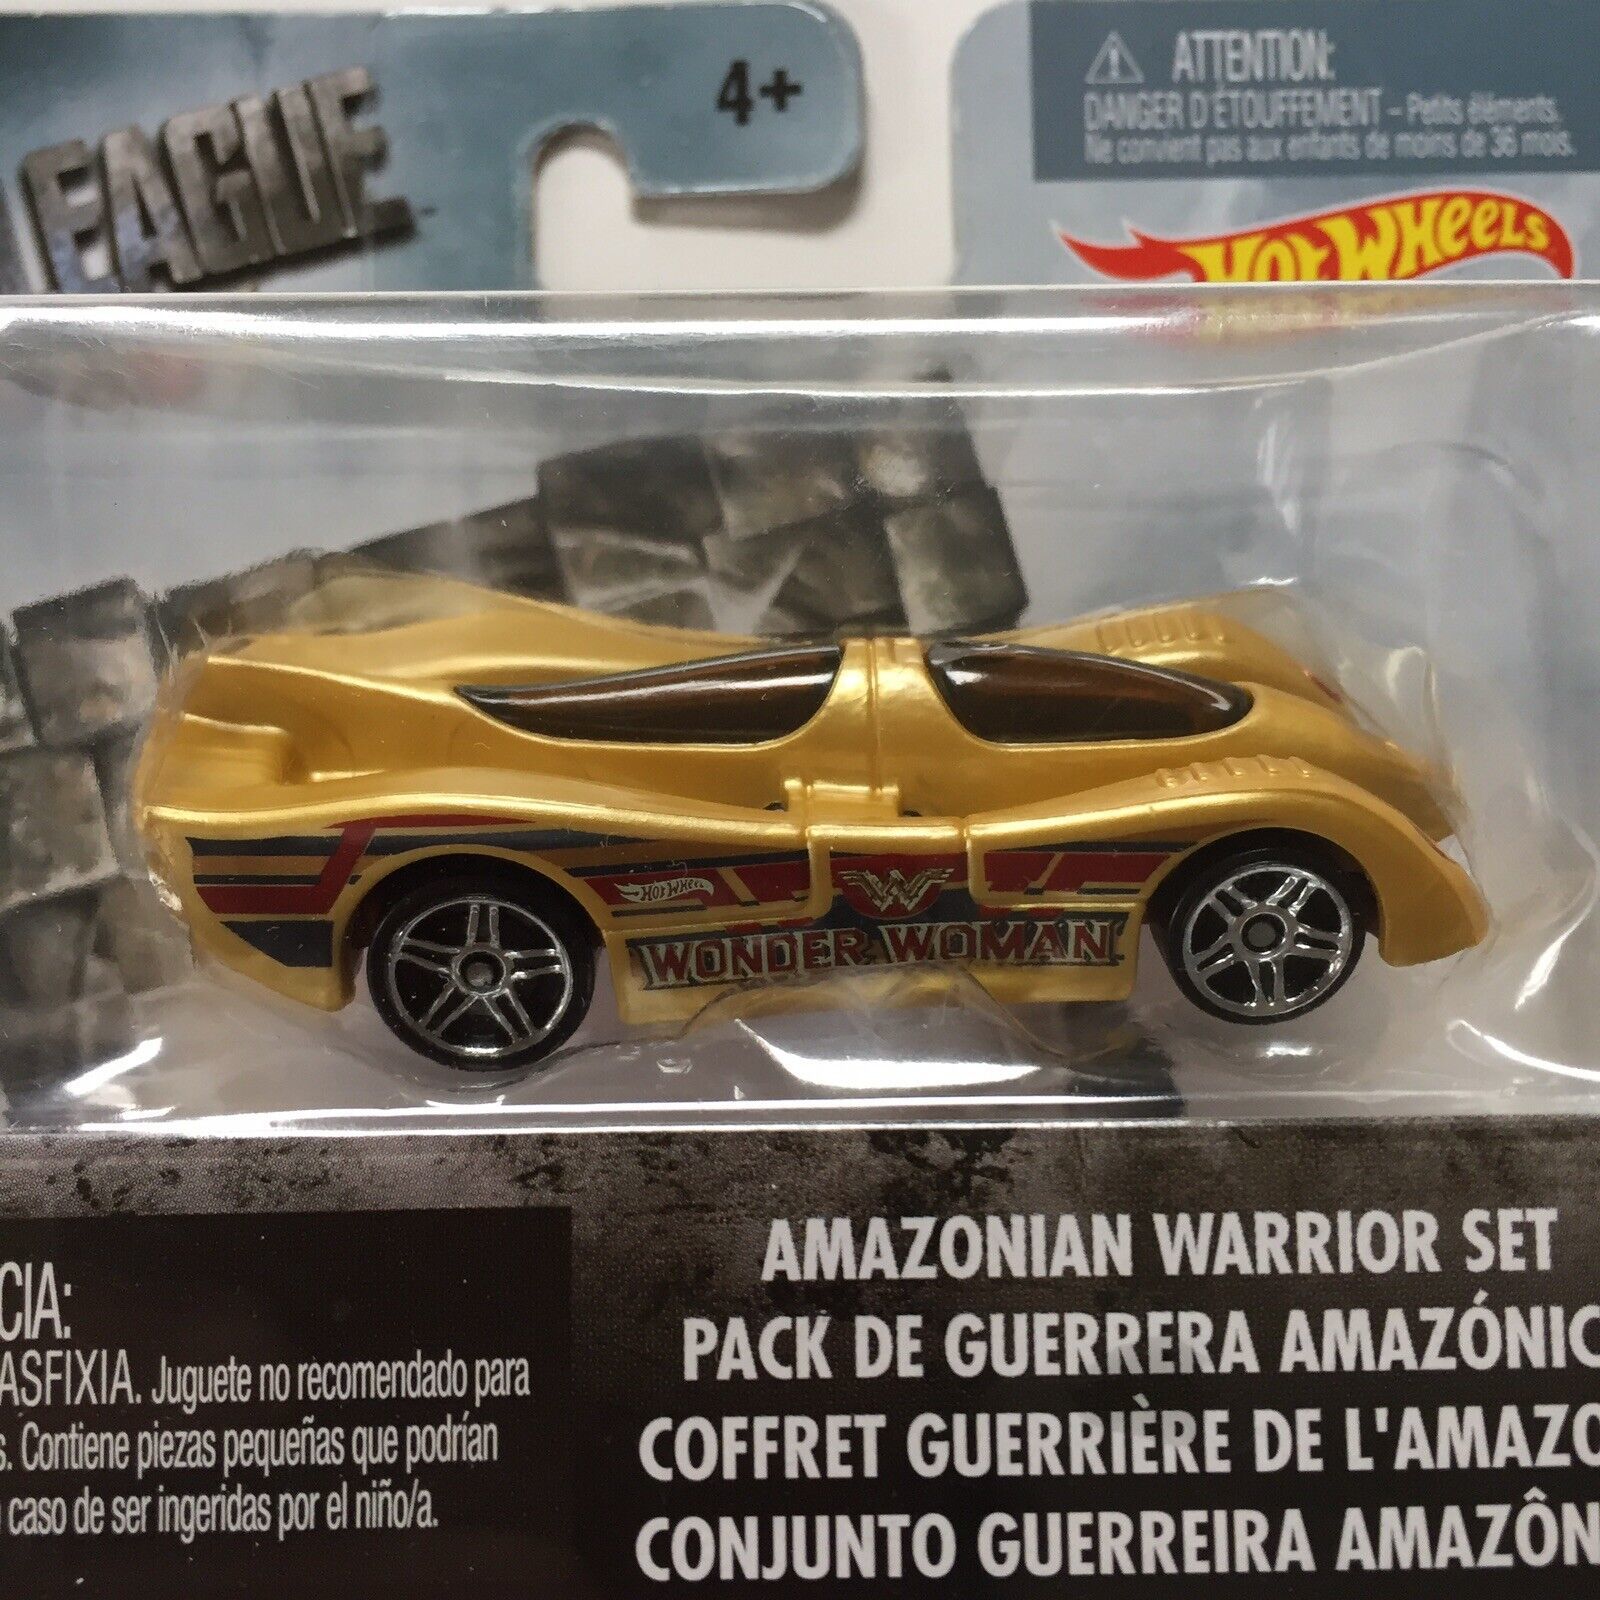 LEAGUE
4+
ATTENTION:
DANGER D'ÉTOUFFEMENT – Petits éléments.
Ne convient pas aux enfants de moins de 36 mois.
HOT WHEELS
HOT WHEELS
W
WONDER WOMAN
CIA:
ASFIXIA. Juguete no recomendado para
s. Contiene piezas pequeñas que podrían
caso de ser ingeridas por el niño/a.
AMAZONIAN WARRIOR SET
PACK DE GUERRERA AMAZÓNIC
COFFRET GUERRIÈRE DE L'AMAZO
CONJUNTO GUERREIRA AMAZÔN